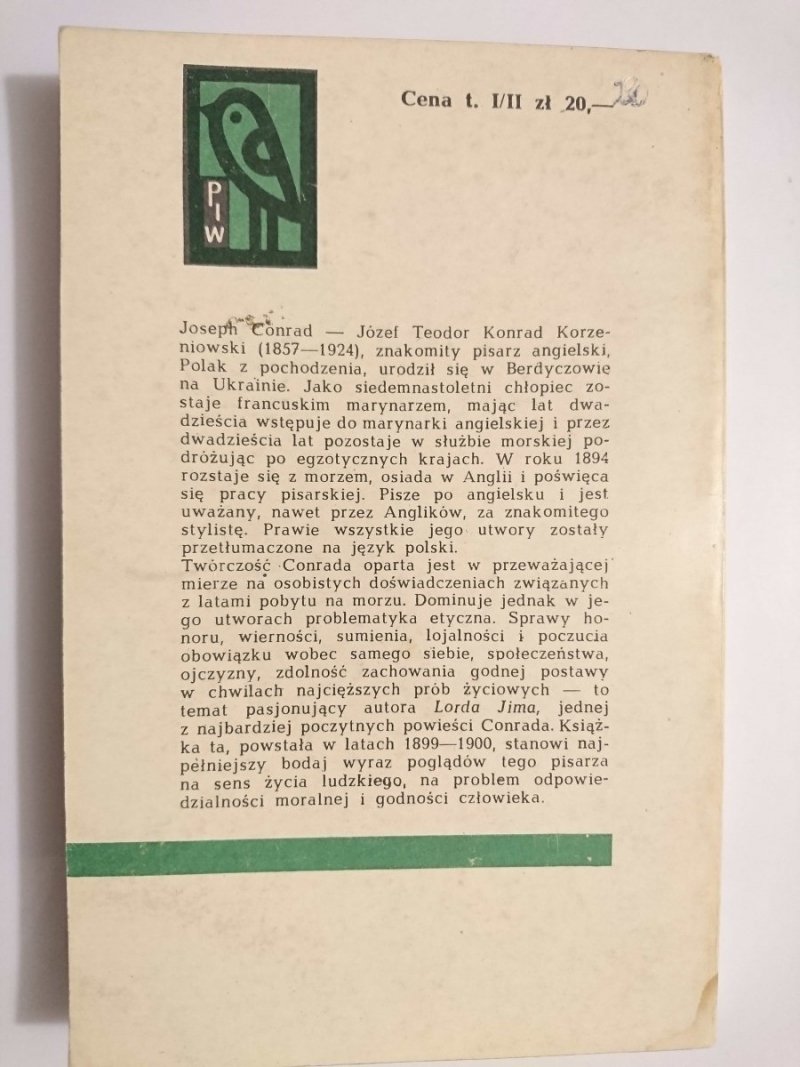 Cena t. I/II zł 20,—
PIW
Joseph Conrad — Józef Teodor Konrad Korze-
niowski (1857—1924), znakomity pisarz angielski,
Polak z pochodzenia, urodził się w Berdyczowie
na Ukrainie. Jako siedemnastoletni chłopiec zo-
staje francuskim marynarzem, mając lat dwa-
dzieścia wstępuje do marynarki angielskiej i przez
dwadzieścia lat pozostaje w służbie morskiej po-
dróżując po egzotycznych krajach. W roku 1894
rozstaje się z morzem, osiada w Anglii i poświęca
się pracy pisarskiej. Pisze po angielsku i jest
uważany, nawet przez Anglików, za znakomitego
stylistę. Prawie wszystkie jego utwory zostały
przetłumaczone na język polski.
Twórczość Conrada oparta jest w przeważającej
mierze na osobistych doświadczeniach związanych
z latami pobytu na morzu. Dominuje jednak w je-
go utworach problematyka etyczna. Sprawy ho-
noru, wierności, sumienia, lojalności i poczucia
obowiązku wobec samego siebie, społeczeństwa,
ojczyzny, zdolność zachowania godnej postawy
w chwilach najcięższych prób życiowych — to
temat pasjonujący autora Lorda Jima, jednej
z najbardziej poczytnych powieści Conrada. Książ-
ka ta, powstała w latach 1899—1900, stanowi naj-
pełniejszy bodaj wyraz poglądów tego pisarza
na sens życia ludzkiego, na problem odpowie-
dzialności moralnej i godności człowieka.